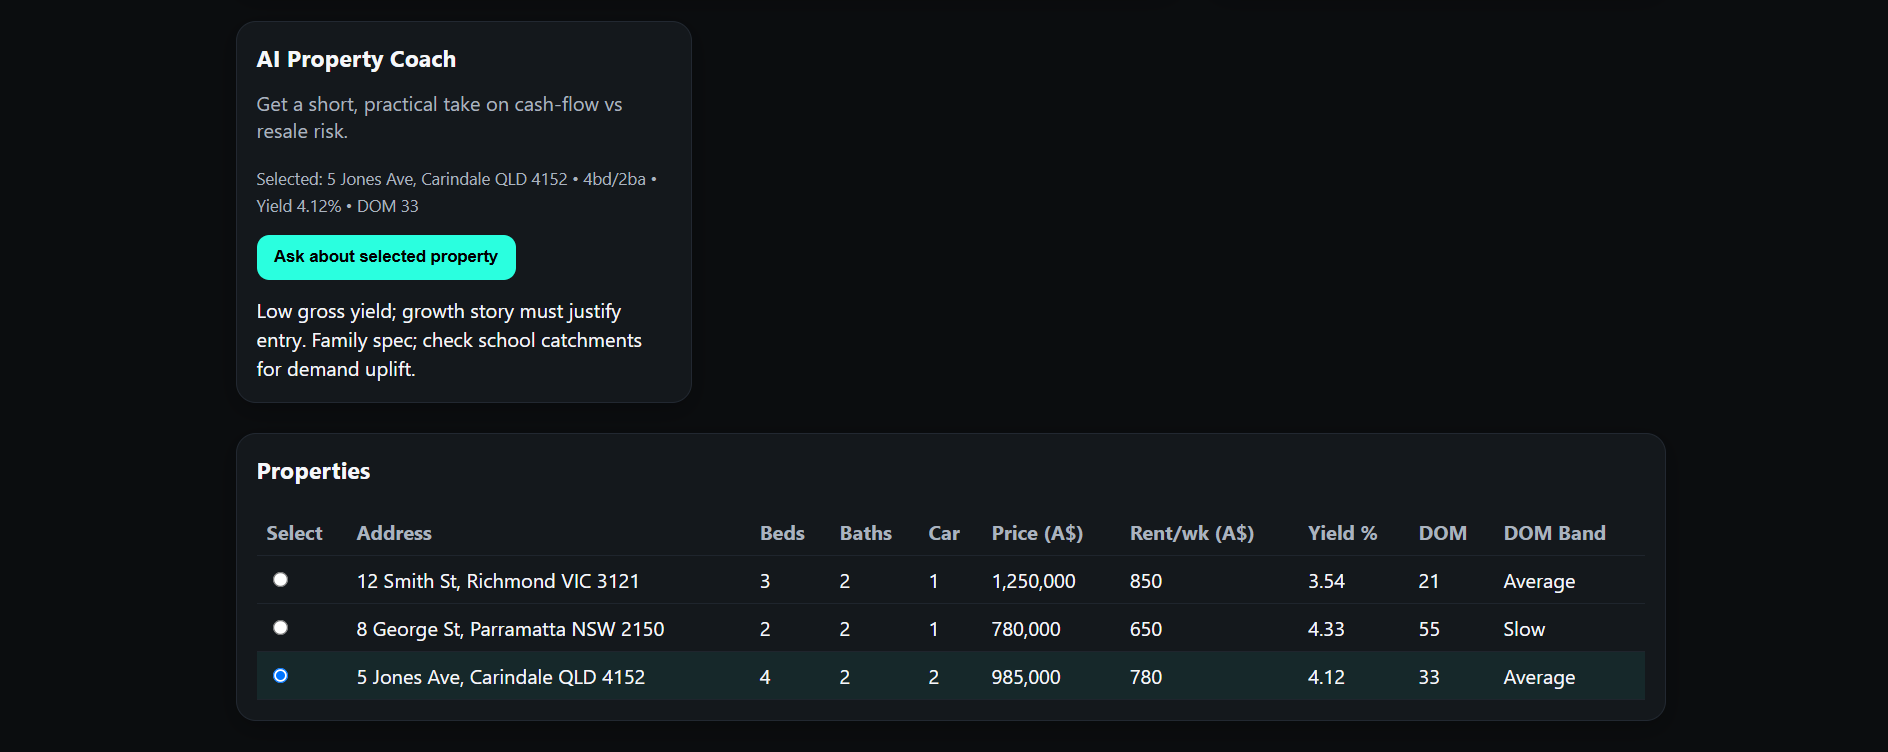 AI Property Coach
Get a short, practical take on cash-flow vs
resale risk.
Selected: 5 Jones Ave, Carindale QLD 4152 • 4bd/2ba •
Yield 4.12% • DOM 33
Ask about selected property
Low gross yield; growth story must justify
entry. Family spec; check school catchments
for demand uplift.
Properties
Select Address Beds Baths Car Price (A$) Rent/wk (A$) Yield % DOM DOM Band
12 Smith St, Richmond VIC 3121 3 2 1 1,250,000 850 3.54 21 Average
8 George St, Parramatta NSW 2150 2 2 1 780,000 650 4.33 55 Slow
5 Jones Ave, Carindale QLD 4152 4 2 2 985,000 780 4.12 33 Average